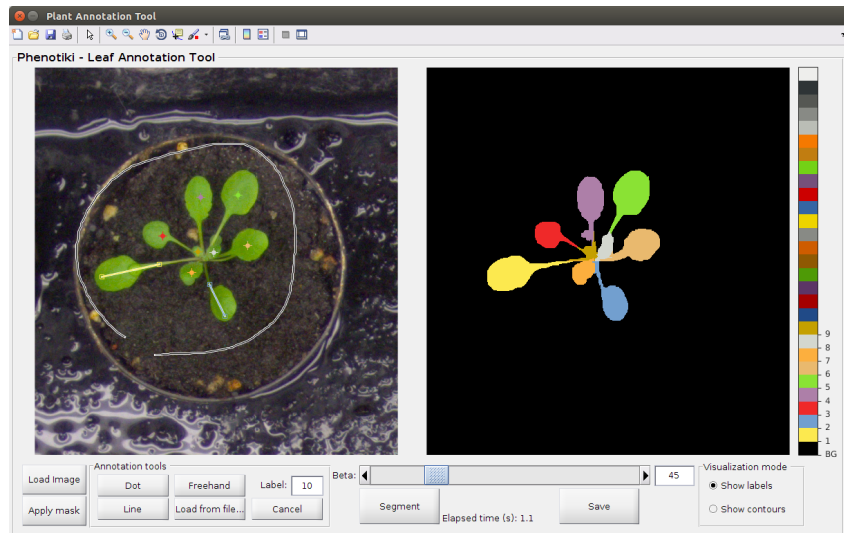 Plant Annotation Tool
Phenotiki - Leaf Annotation Tool
9
8
7
6
5
4
3
2
1
BG
Load Image
Apply mask
Annotation tools
Dot
Freehand
Label: 10
Line
Load from file...
Cancel
Beta:
45
Segment
Elapsed time (s): 1.1
Save
Visualization mode
Show labels
Show contours